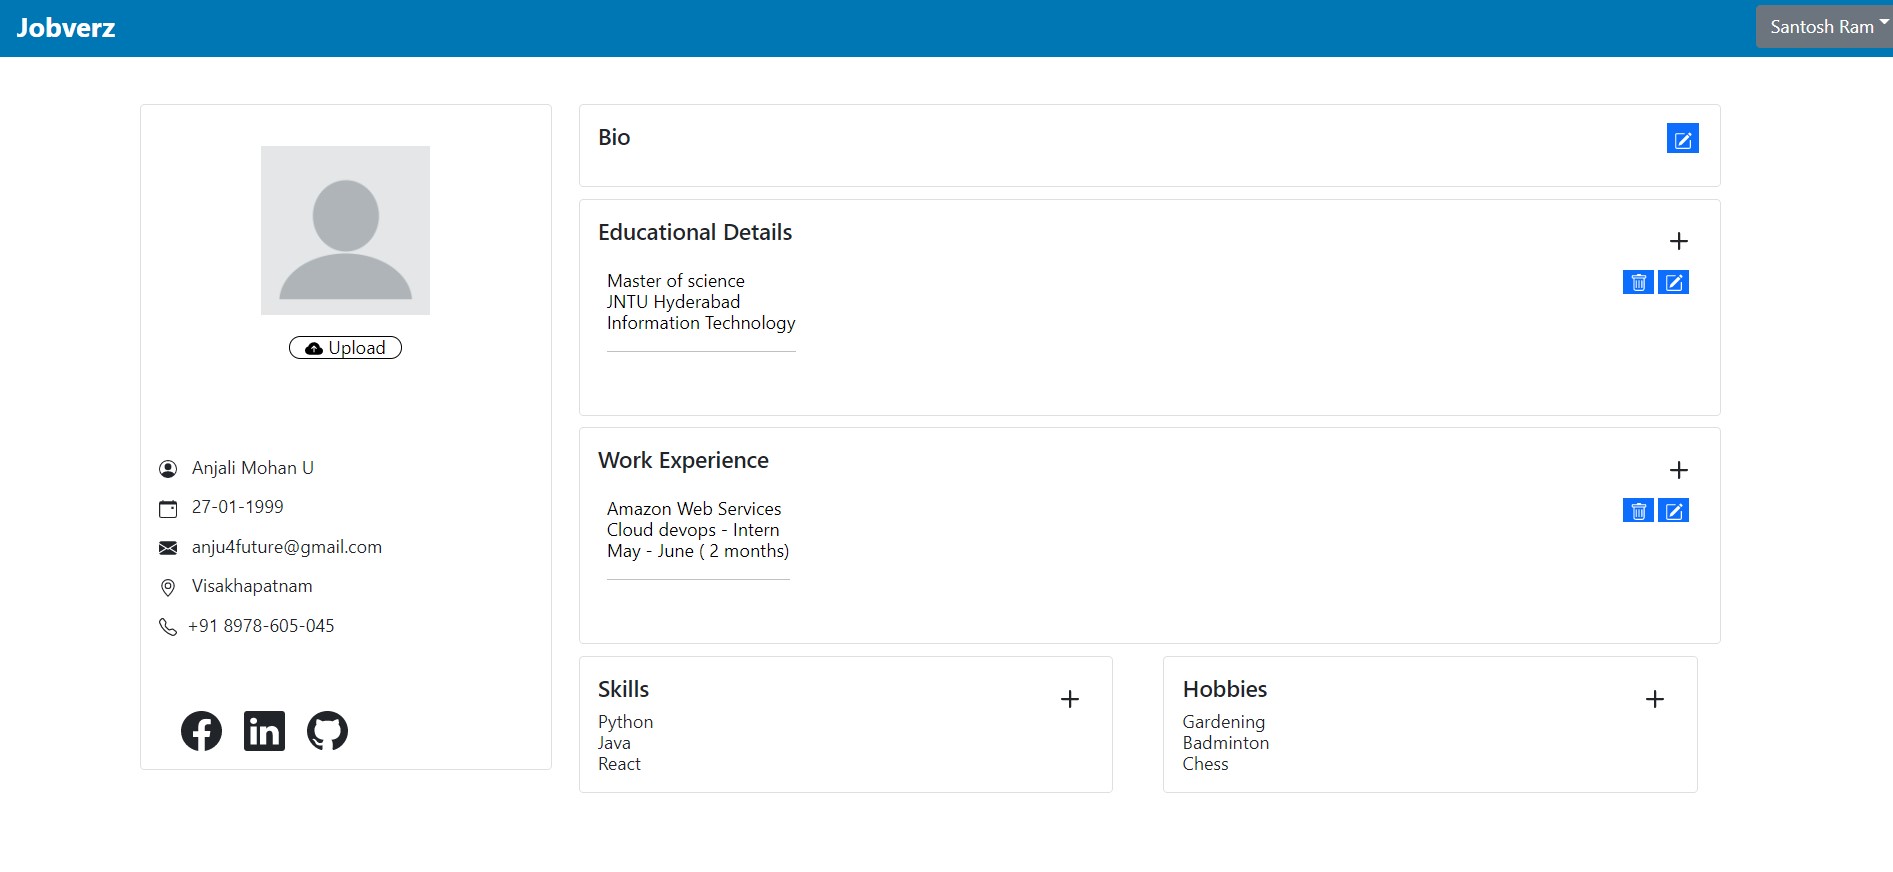 Jobverz
Santosh Ram
Upload
Anjali Mohan U
27-01-1999
anju4future@gmail.com
Visakhapatnam
+91 8978-605-045
Bio
Educational Details
Master of science
JNTU Hyderabad
Information Technology
Work Experience
Amazon Web Services
Cloud devops - Intern
May - June ( 2 months)
Skills
Python
Java
React
Hobbies
Gardening
Badminton
Chess